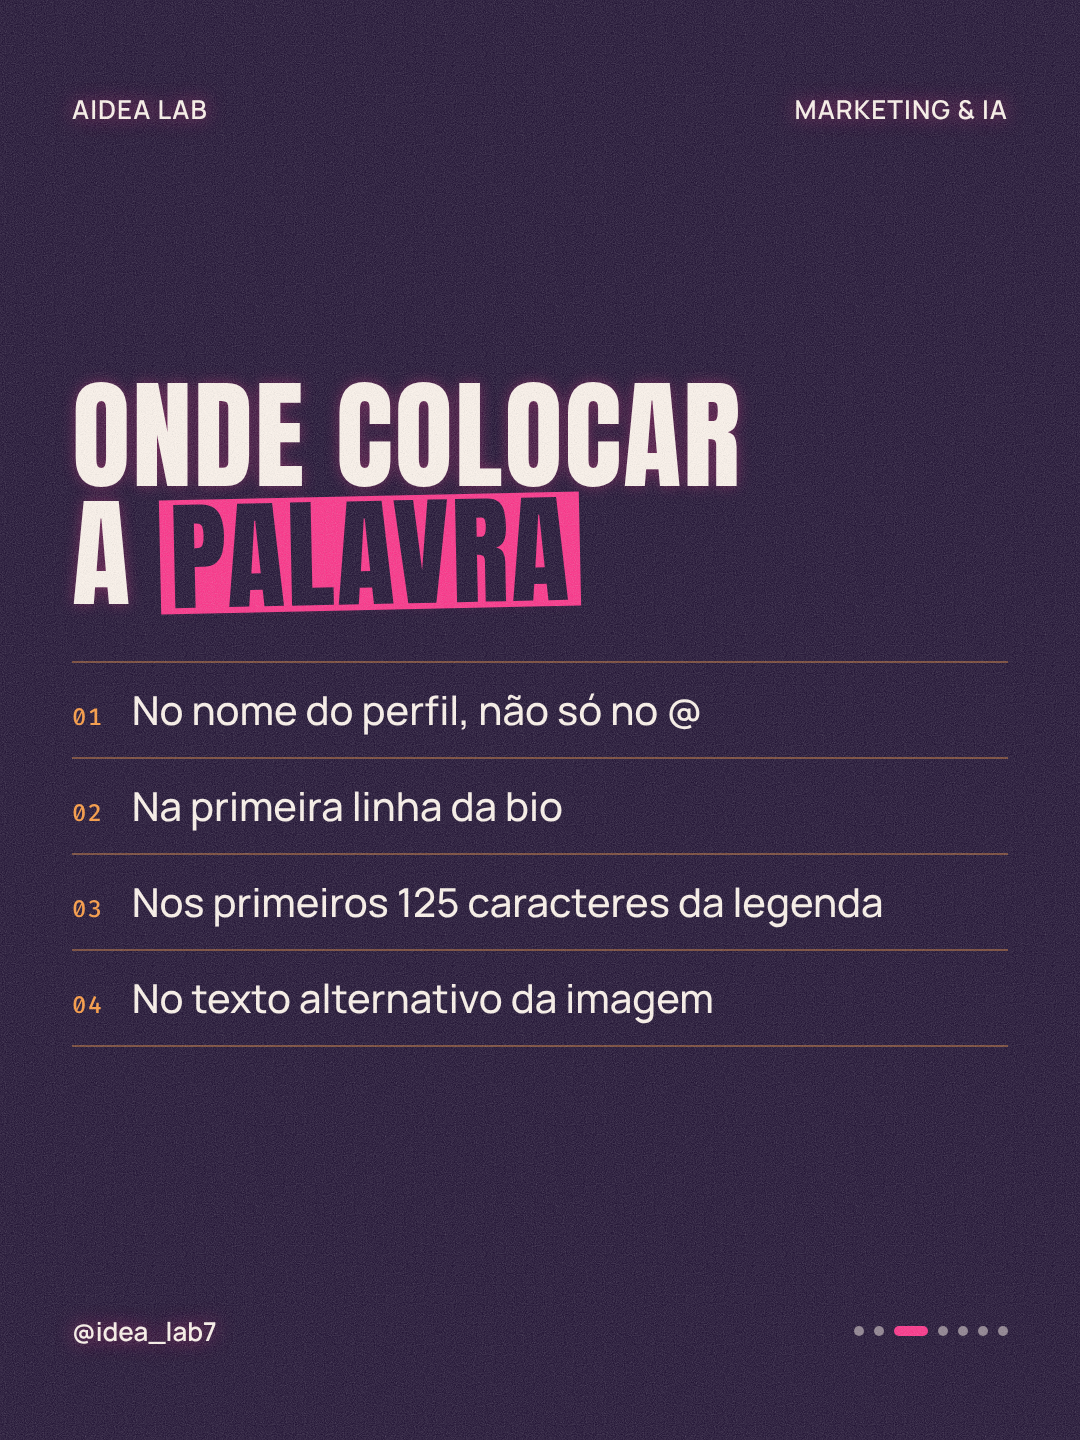 AIDEA LAB
MARKETING & IA
ONDE COLOCAR
A PALAVRA
01 No nome do perfil, não só no @
02 Na primeira linha da bio
03 Nos primeiros 125 caracteres da legenda
04 No texto alternativo da imagem
@idea_lab7